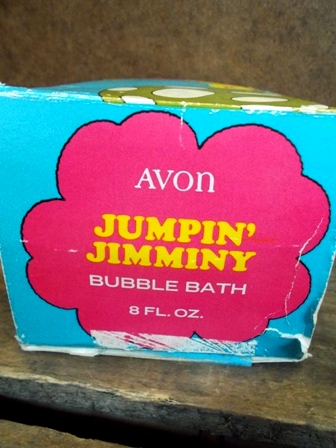 AVON
JUMPIN'
JIMMINY
BUBBLE BATH
8 FL. OZ.